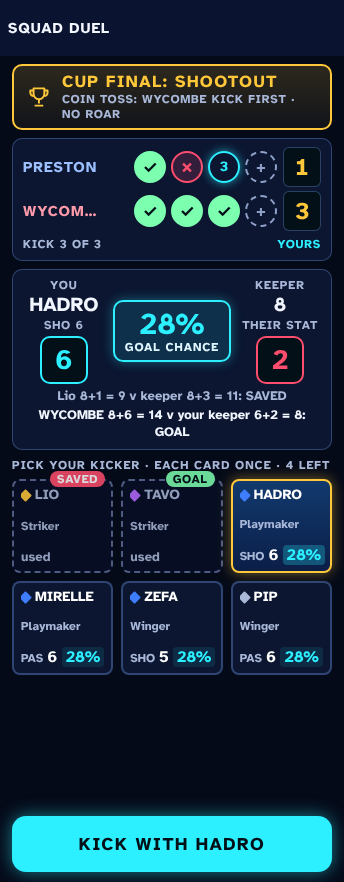 SQUAD DUEL
CUP FINAL: SHOOTOUT
COIN TOSS: WYCOMBE KICK FIRST ·
NO ROAR
PRESTON 3 + 1
WYCOM... + 3
KICK 3 OF 3 YOURS
YOU
HADRO
SHO 6
6
28%
GOAL CHANCE
KEEPER
8
THEIR STAT
2
Lio 8+1 = 9 v keeper 8+3 = 11: SAVED
WYCOMBE 8+6 = 14 v your keeper 6+2 = 8:
GOAL
PICK YOUR KICKER · EACH CARD ONCE · 4 LEFT
SAVED
LIO
Striker
used
GOAL
TAVO
Striker
used
HADRO
Playmaker
SHO 6 28%
MIRELLE
Playmaker
PAS 6 28%
ZEFA
Winger
SHO 5 28%
PIP
Winger
PAS 6 28%
KICK WITH HADRO